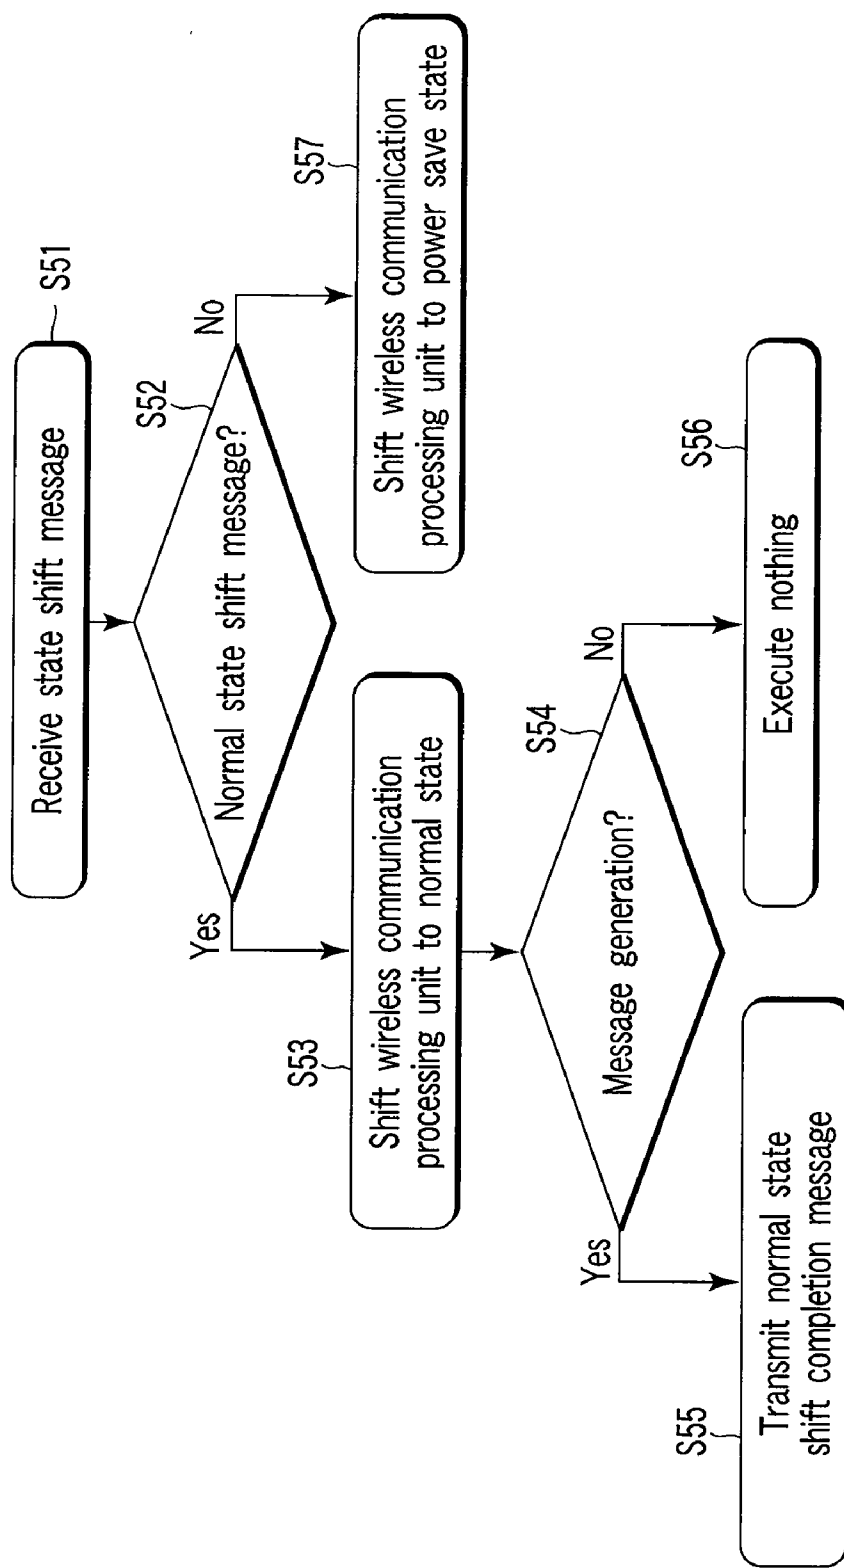 S51
Receive state shift message
S52
Normal state shift message?
Yes
No
S53
Shift wireless communication
processing unit to normal state
S57
Shift wireless communication
processing unit to power save state
S54
Message generation?
Yes
No
S55
Transmit normal state
shift completion message
S56
Execute nothing